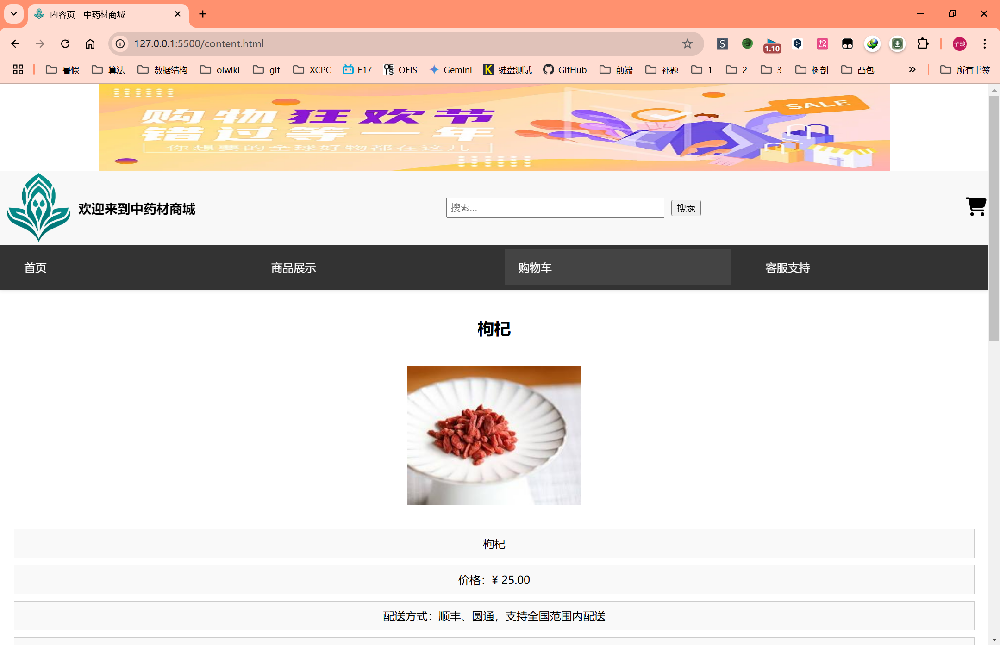 内容页 - 中药材商城
127.0.0.1:5500/content.html
S
1.10
中A
子琰
暑假 算法 数据结构 oiwiki git XCPC E17 OEIS OEIS Gemini K 键盘测试 GitHub 前端 补题 1 2 3 树剖 凸包 所有书签
购物狂欢节
错过等一年
你想要的全球好物都在这儿
SALE
欢迎来到中药材商城
搜索...
搜索
首页 商品展示 购物车 客服支持
枸杞
枸杞
价格：¥ 25.00
配送方式：顺丰、圆通，支持全国范围内配送